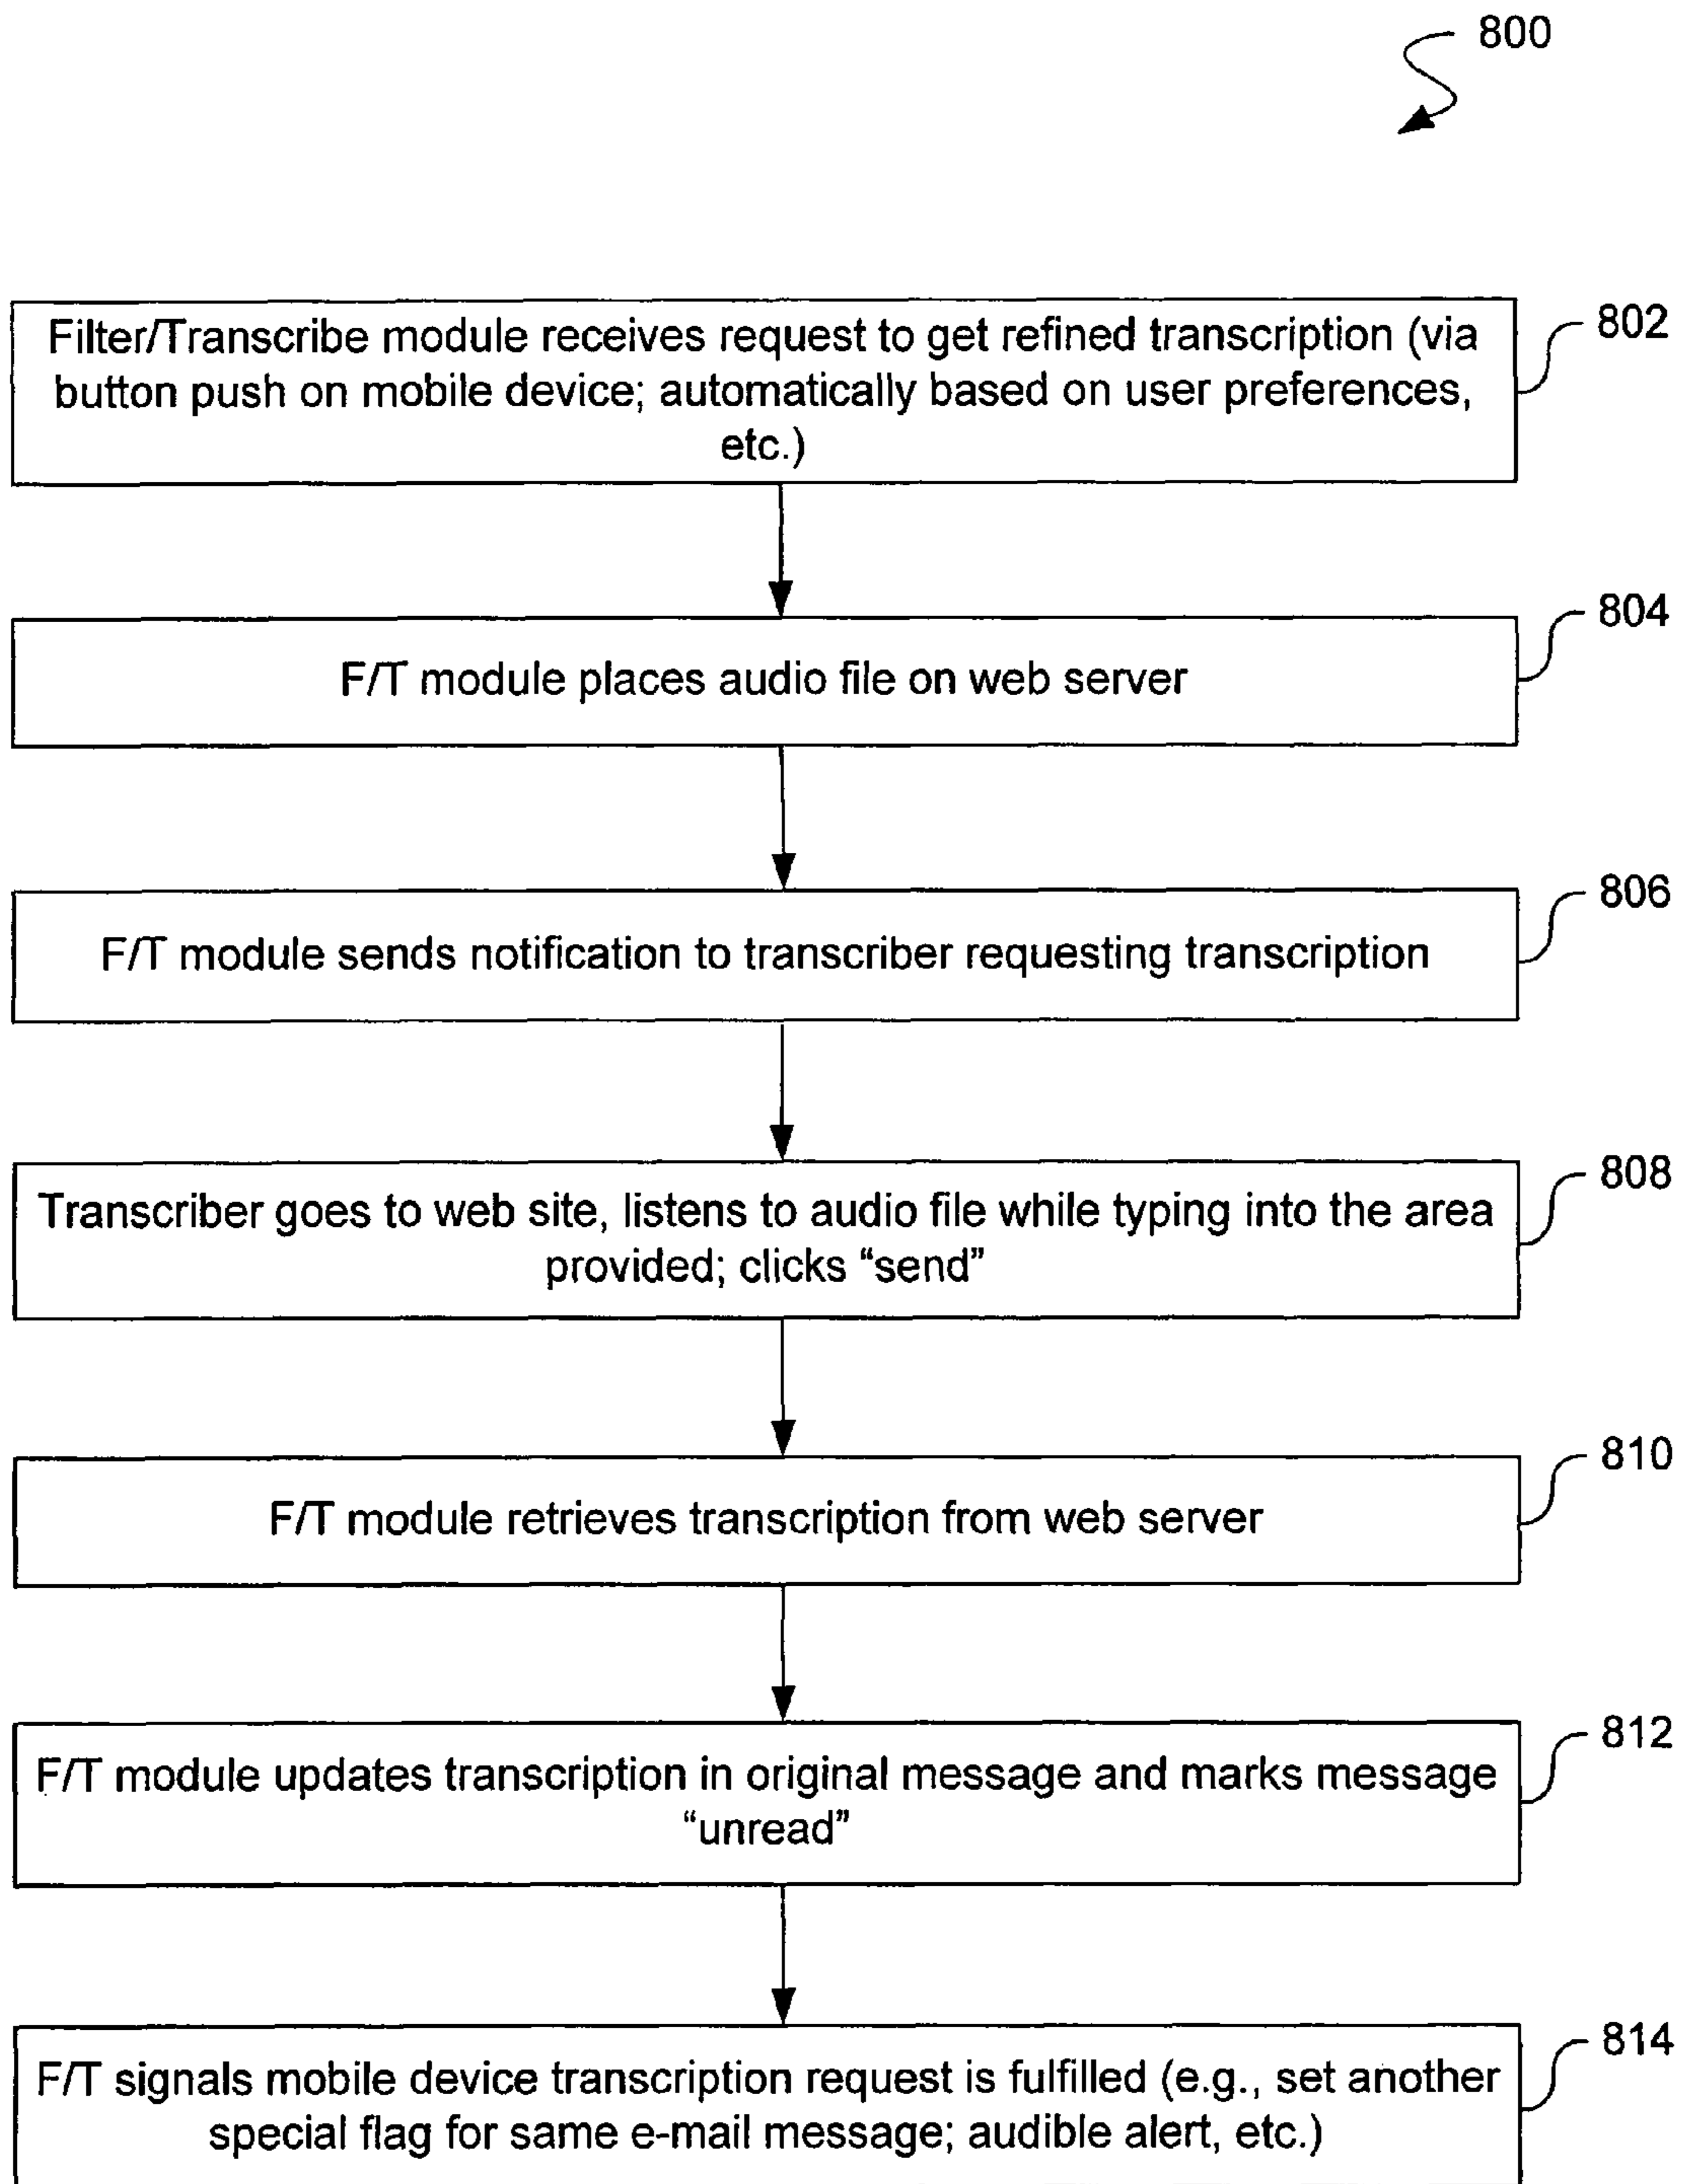 800
Filter/Transcribe module receives request to get refined transcription (via
button push on mobile device; automatically based on user preferences,
etc.)
802
F/T module places audio file on web server
804
F/T module sends notification to transcriber requesting transcription
806
Transcriber goes to web site, listens to audio file while typing into the area
provided; clicks “send”
808
F/T module retrieves transcription from web server
810
F/T module updates transcription in original message and marks message
“unread”
812
F/T signals mobile device transcription request is fulfilled (e.g., set another
special flag for same e-mail message; audible alert, etc.)
814